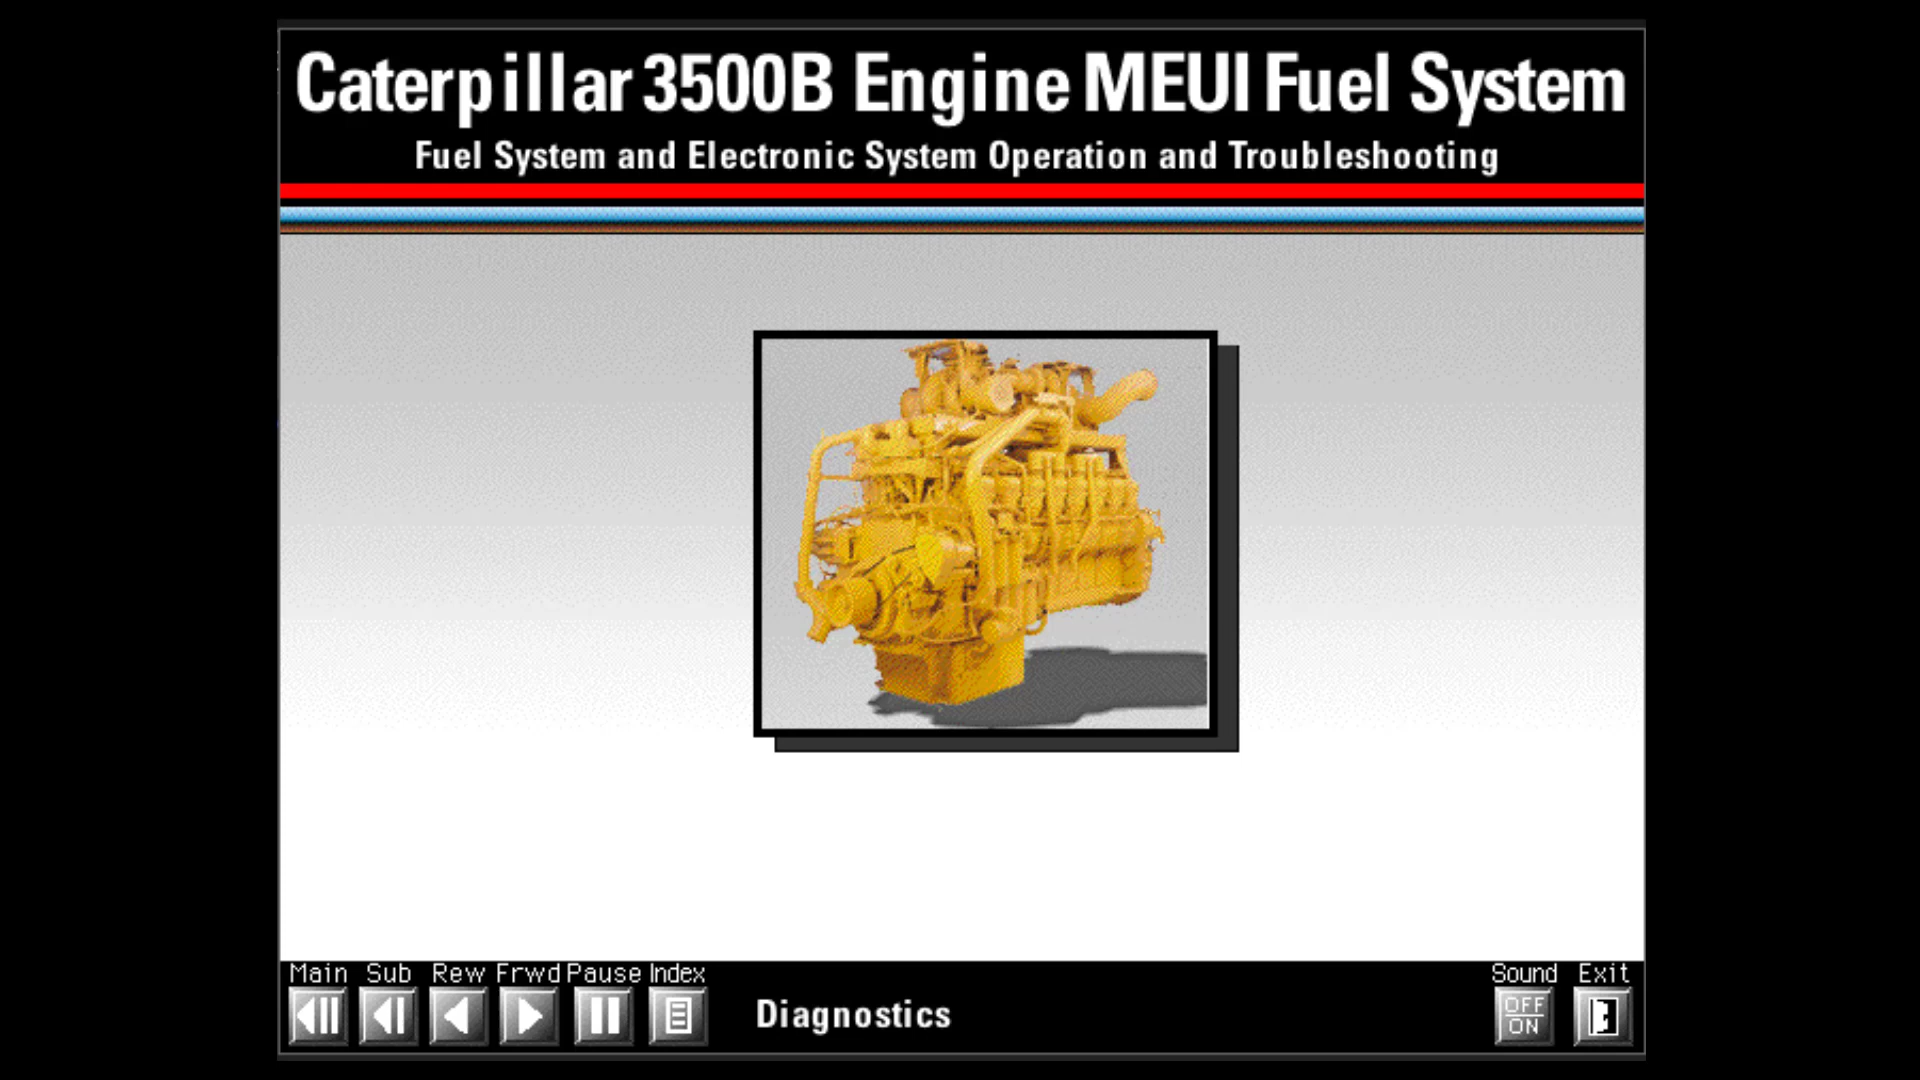 Caterpillar 3500B Engine MEUI Fuel System
Fuel System and Electronic System Operation and Troubleshooting
Main Sub Rew Frwd Pause Index
Diagnostics
Sound Exit
OFF
ON